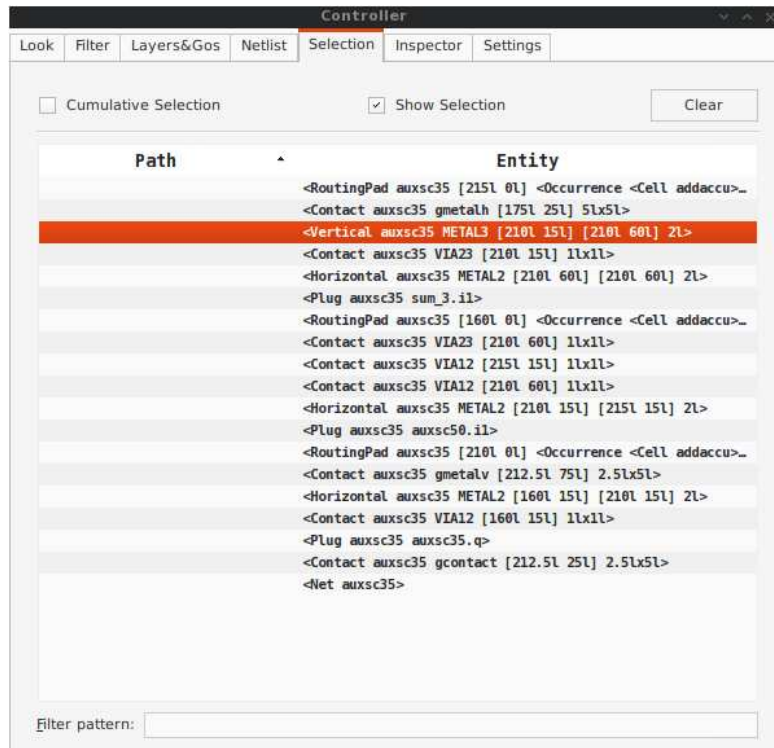 Controller
Look Filter Layers&Gos Netlist Selection Inspector Settings
Cumulative Selection Show Selection Clear
Path Entity
<RoutingPad auxsc35 [215l 0l] <Occurrence <Cell addaccu>…
<Contact auxsc35 gmetalh [175l 25l] 5lx5l>
<Vertical auxsc35 METAL3 [210l 15l] [210l 60l] 2l>
<Contact auxsc35 VIA23 [210l 15l] 1lx1l>
<Horizontal auxsc35 METAL2 [210l 60l] [210l 60l] 2l>
<Plug auxsc35 sum_3.i1>
<RoutingPad auxsc35 [160l 0l] <Occurrence <Cell addaccu>…
<Contact auxsc35 VIA23 [210l 60l] 1lx1l>
<Contact auxsc35 VIA12 [215l 15l] 1lx1l>
<Contact auxsc35 VIA12 [210l 60l] 1lx1l>
<Horizontal auxsc35 METAL2 [210l 15l] [215l 15l] 2l>
<Plug auxsc35 auxsc50.i1>
<RoutingPad auxsc35 [210l 0l] <Occurrence <Cell addaccu>…
<Contact auxsc35 gmetalv [212.5l 75l] 2.5lx5l>
<Horizontal auxsc35 METAL2 [160l 15l] [210l 15l] 2l>
<Contact auxsc35 VIA12 [160l 15l] 1lx1l>
<Plug auxsc35 auxsc35.q>
<Contact auxsc35 gcontact [212.5l 25l] 2.5lx5l>
<Net auxsc35>
Filter pattern: